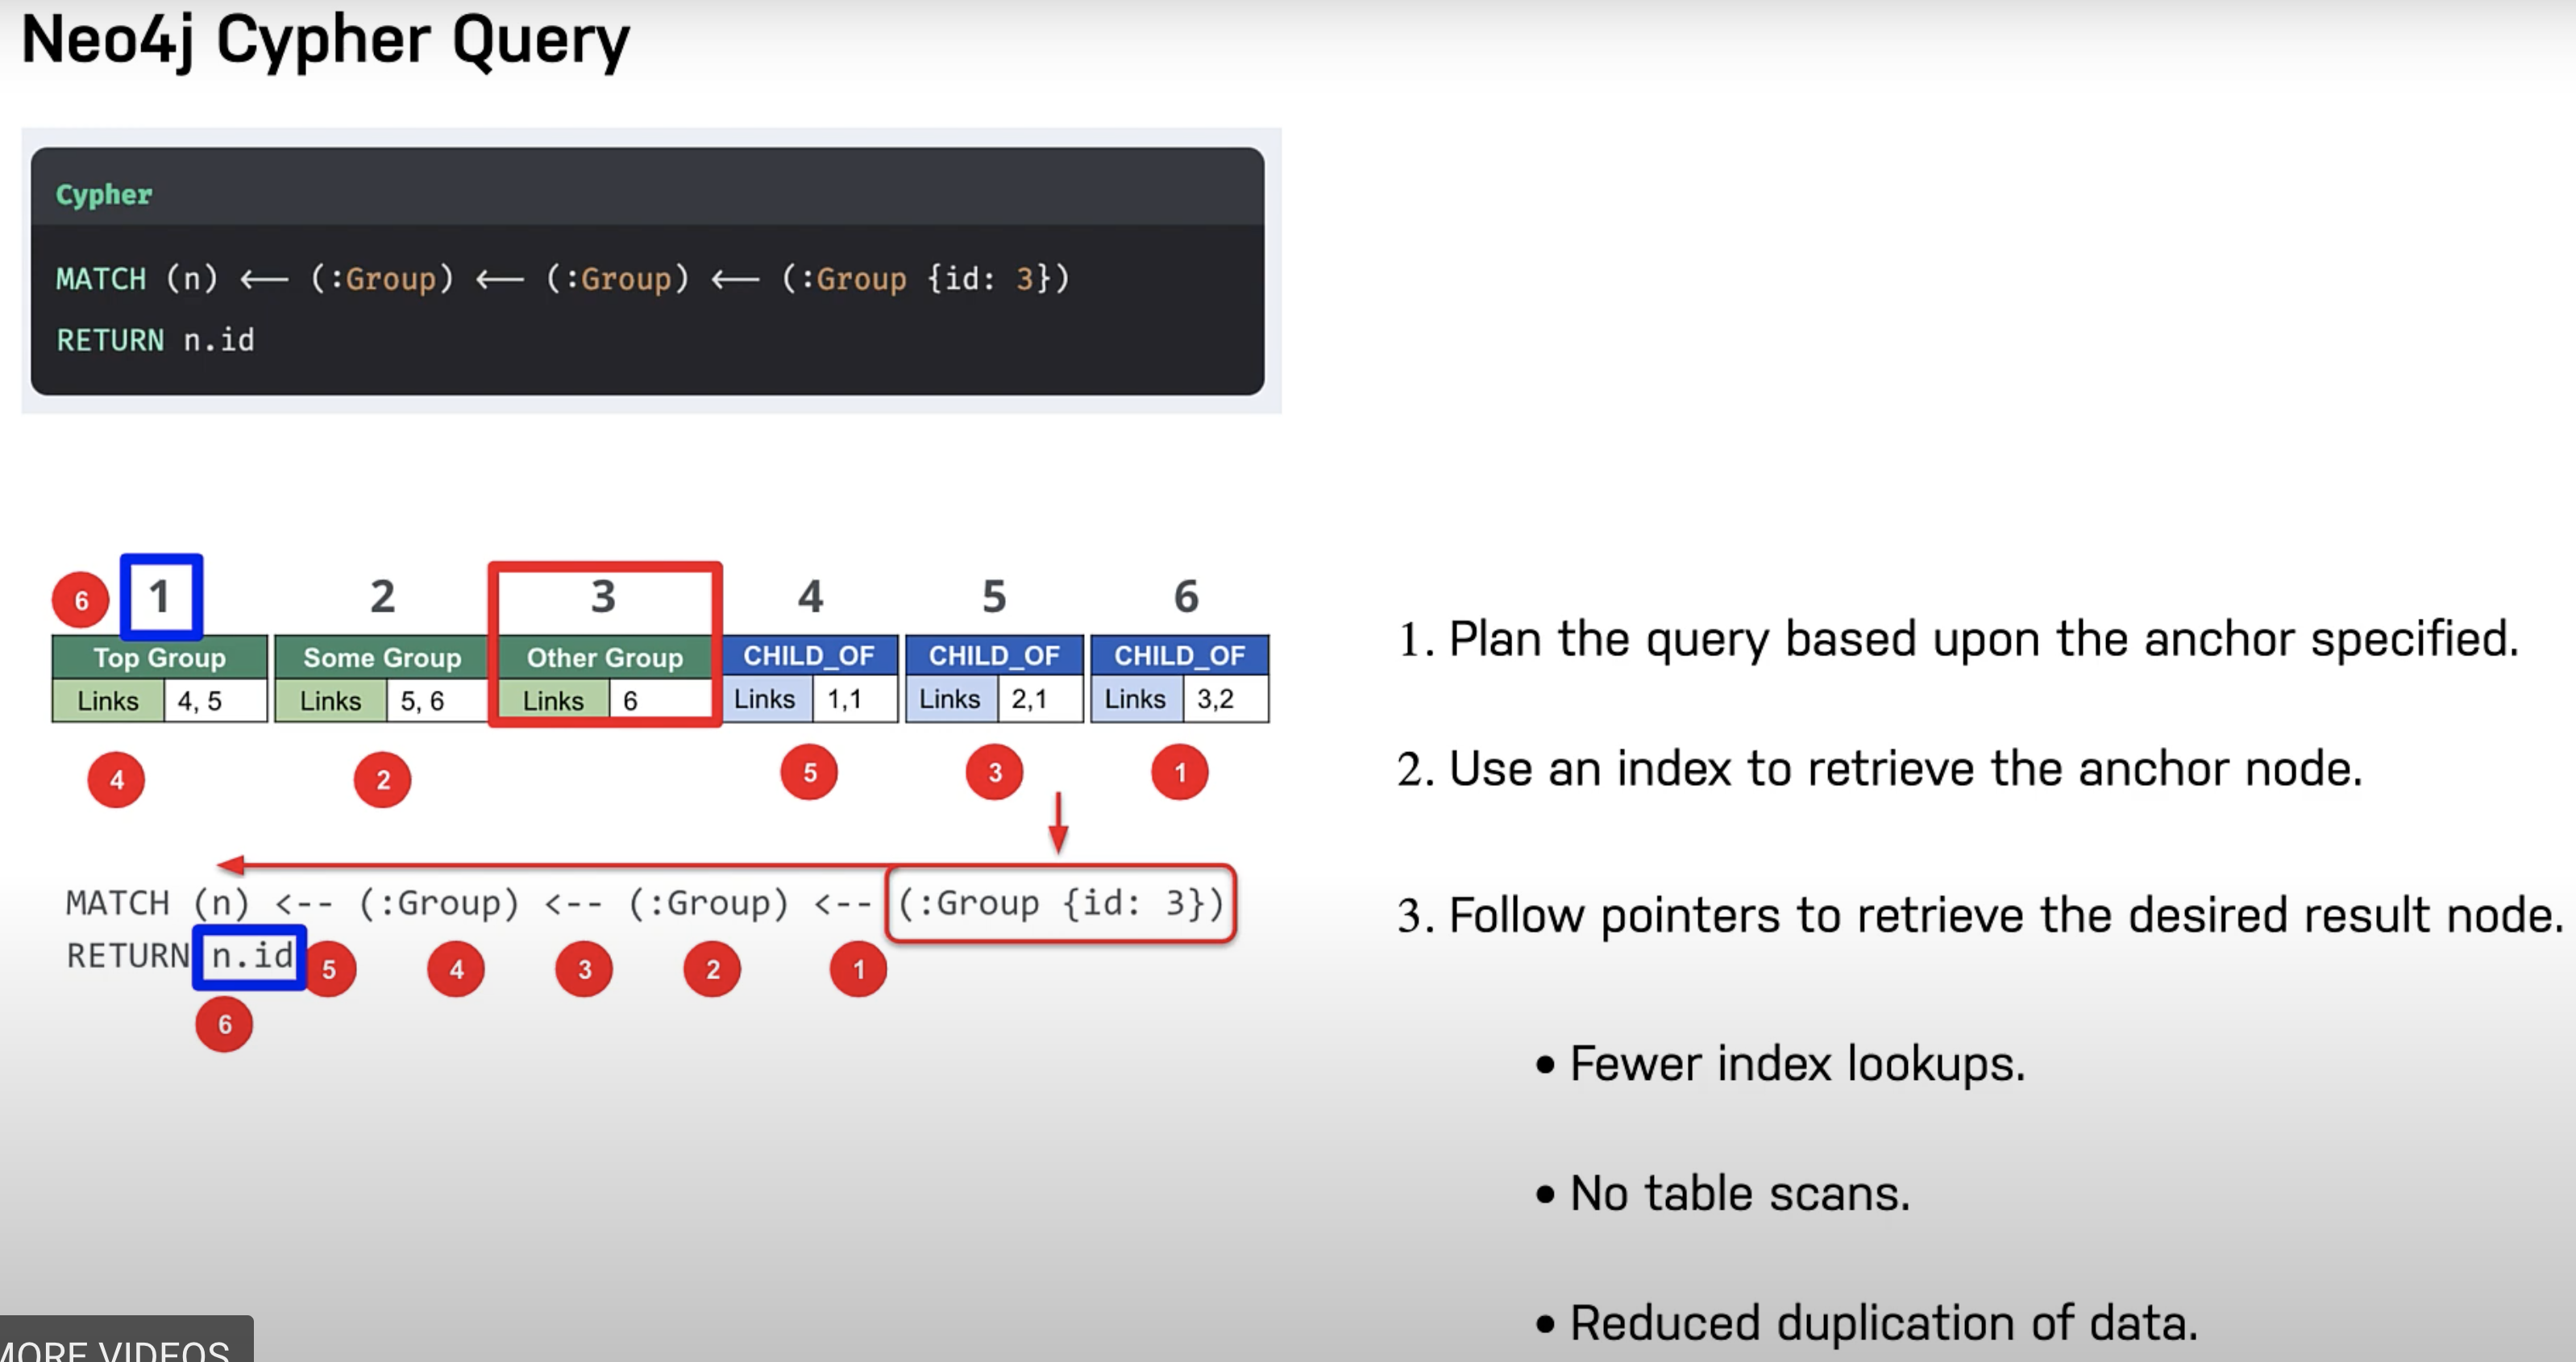 Neo4j Cypher Query
Cypher
MATCH (n) ⟵ (:Group) ⟵ (:Group) ⟵ (:Group {id: 3})
RETURN n.id
6 1 2 3 4 5 6
Top Group Some Group Other Group CHILD_OF CHILD_OF CHILD_OF
Links 4, 5 Links 5, 6 Links 6 Links 1,1 Links 2,1 Links 3,2
4 2 5 3 1
MATCH (n) <-- (:Group) <-- (:Group) <-- (:Group {id: 3})
RETURN n.id 5 4 3 2 1
6
1. Plan the query based upon the anchor specified.
2. Use an index to retrieve the anchor node.
3. Follow pointers to retrieve the desired result node.
• Fewer index lookups.
• No table scans.
• Reduced duplication of data.
MORE VIDEOS